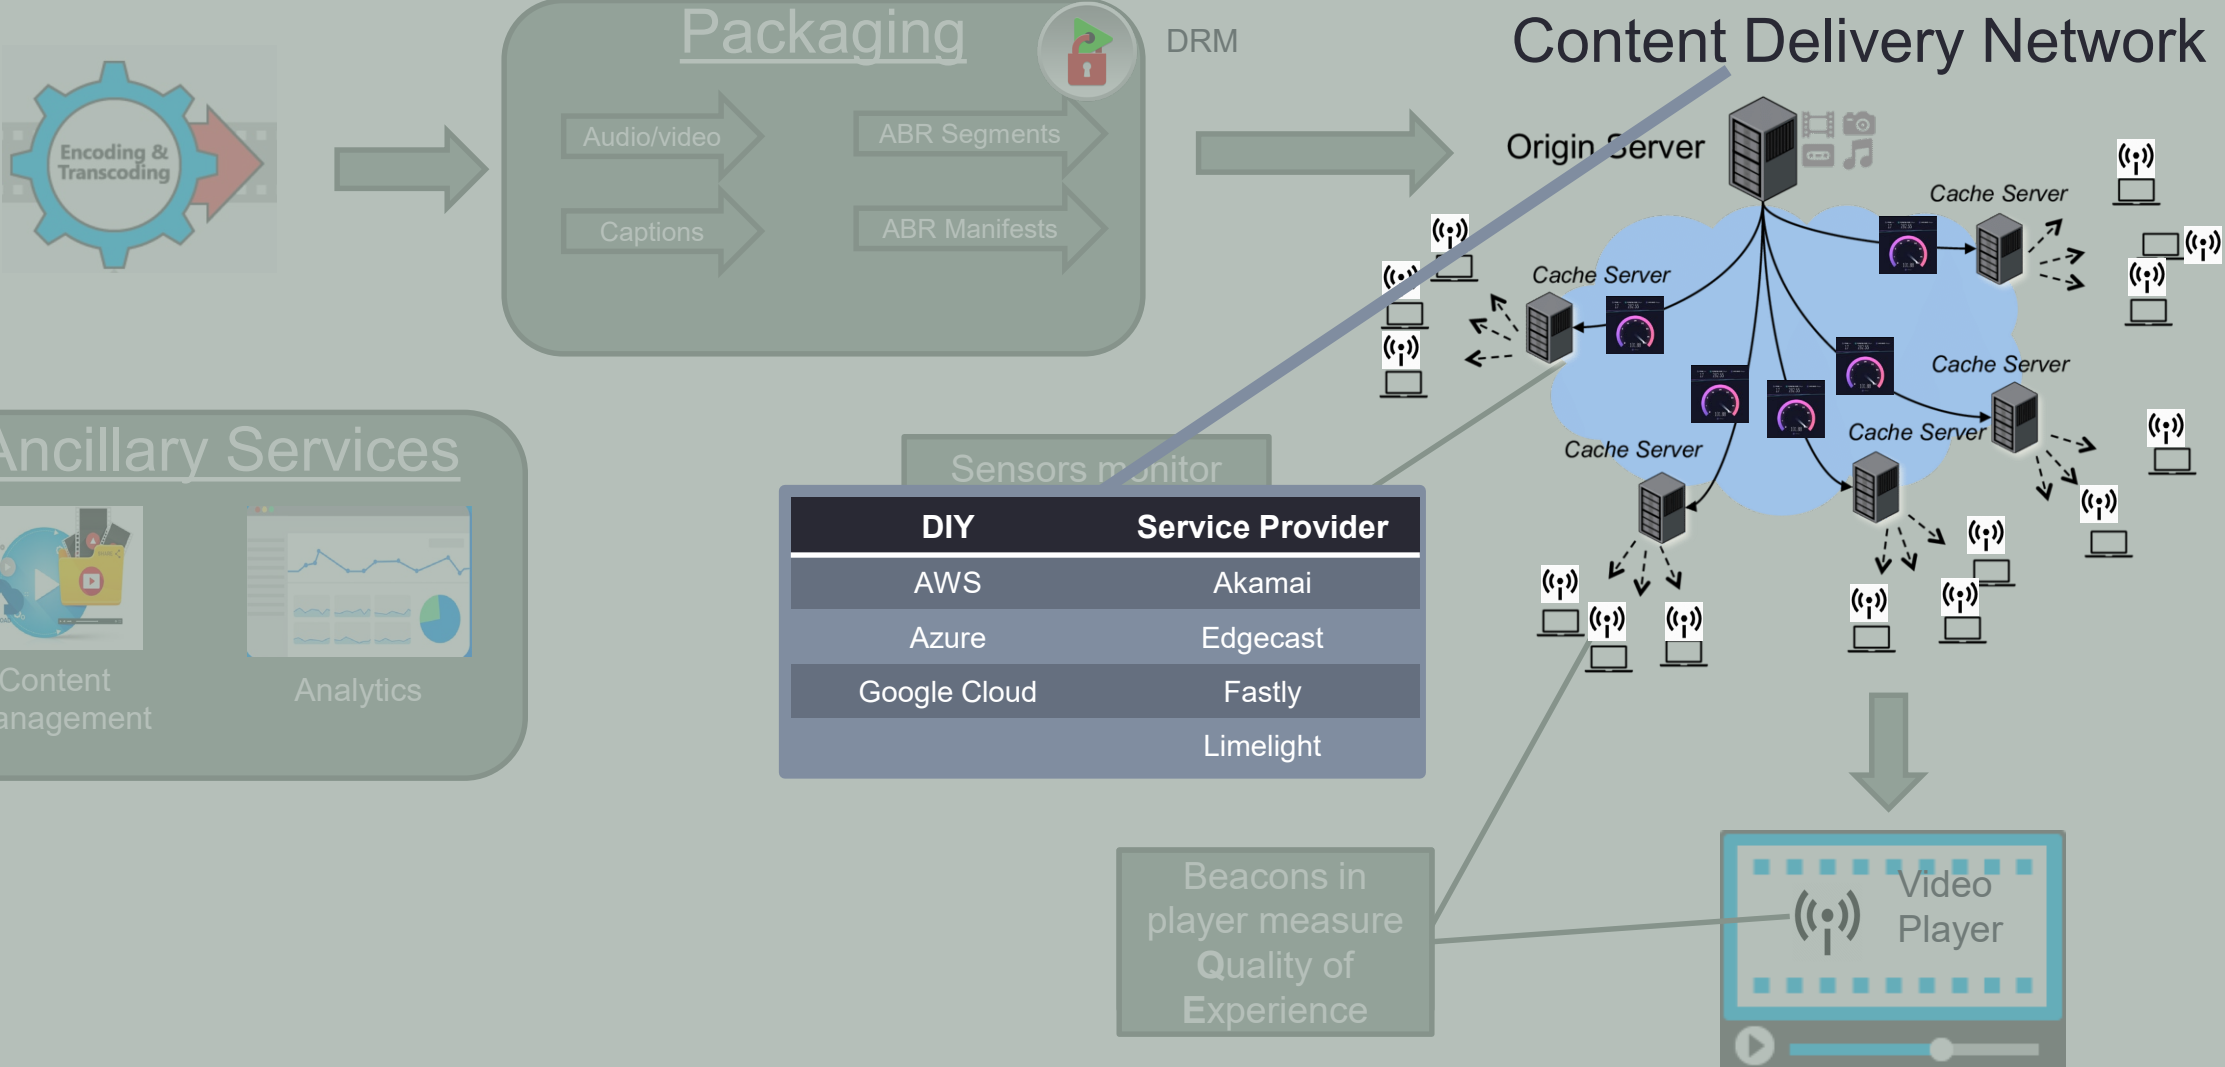 Packaging
DRM
Content Delivery Network
Encoding &
Transcoding
Audio/video
ABR Segments
Captions
ABR Manifests
Origin Server
Cache Server
Cache Server
Cache Server
Cache Server
Cache Server
Ancillary Services
Content
Analytics
Sensors monitor
DIY Service Provider
AWS Akamai
Azure Edgecast
Google Cloud Fastly
Limelight
Beacons in
player measure
Quality of
Experience
Video
Player